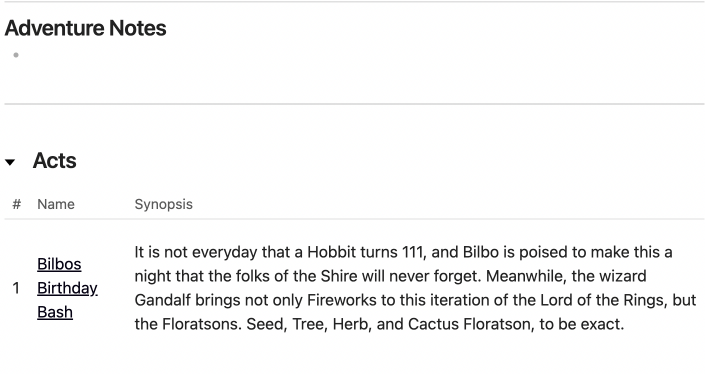 Adventure Notes
Acts
# Name Synopsis
1 Bilbos Birthday Bash
It is not everyday that a Hobbit turns 111, and Bilbo is poised to make this a
night that the folks of the Shire will never forget. Meanwhile, the wizard
Gandalf brings not only Fireworks to this iteration of the Lord of the Rings, but
the Floratsons. Seed, Tree, Herb, and Cactus Floratson, to be exact.